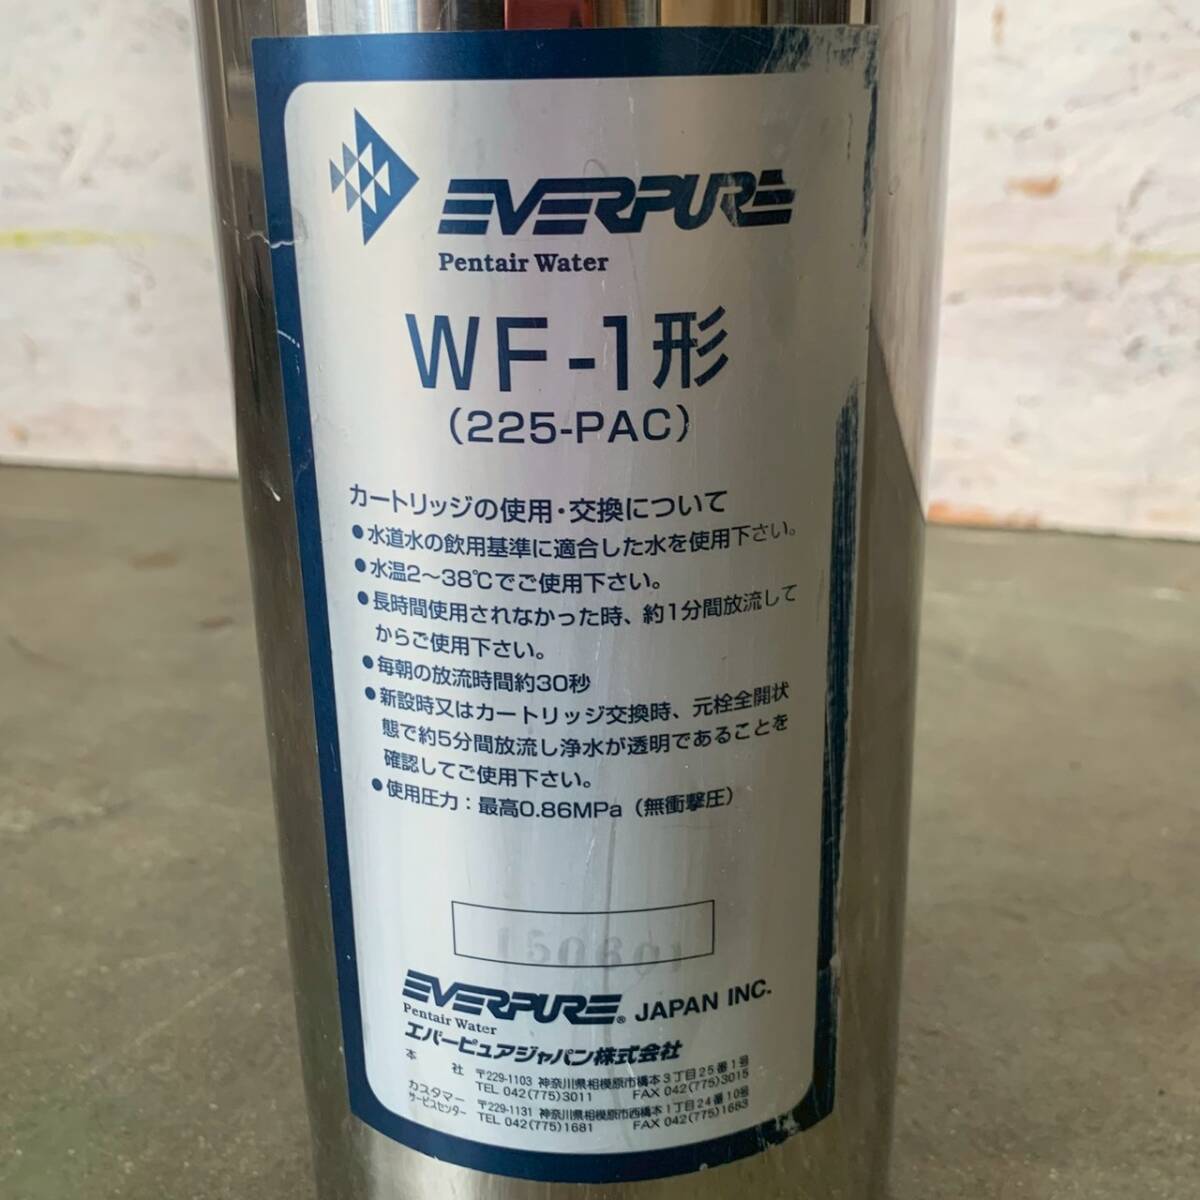 EVERPURE
Pentair Water
WF-1形
(225-PAC)
カートリッジの使用・交換について
●水道水の飲用基準に適合した水を使用下さい。
●水温2～38℃でご使用下さい。
●長時間使用されなかった時、約1分間放流して
からご使用下さい。
●毎朝の放流時間約30秒
●新設時又はカートリッジ交換時、元栓全開状
態で約5分間放流し浄水が透明であることを
確認してご使用下さい。
●使用圧力：最高0.86MPa（無衝撃圧）
EVERPURE® JAPAN INC.
Pentair Water
エバーピュアジャパン株式会社
本社 〒229-1103 神奈川県相模原市橋本3丁目25番1号
TEL 042(775)3011 FAX 042(775)3015
カスタマーサービスセンター 〒229-1131 神奈川県相模原市西橋本1丁目24番10号
TEL 042(775)1681 FAX 042(775)1683